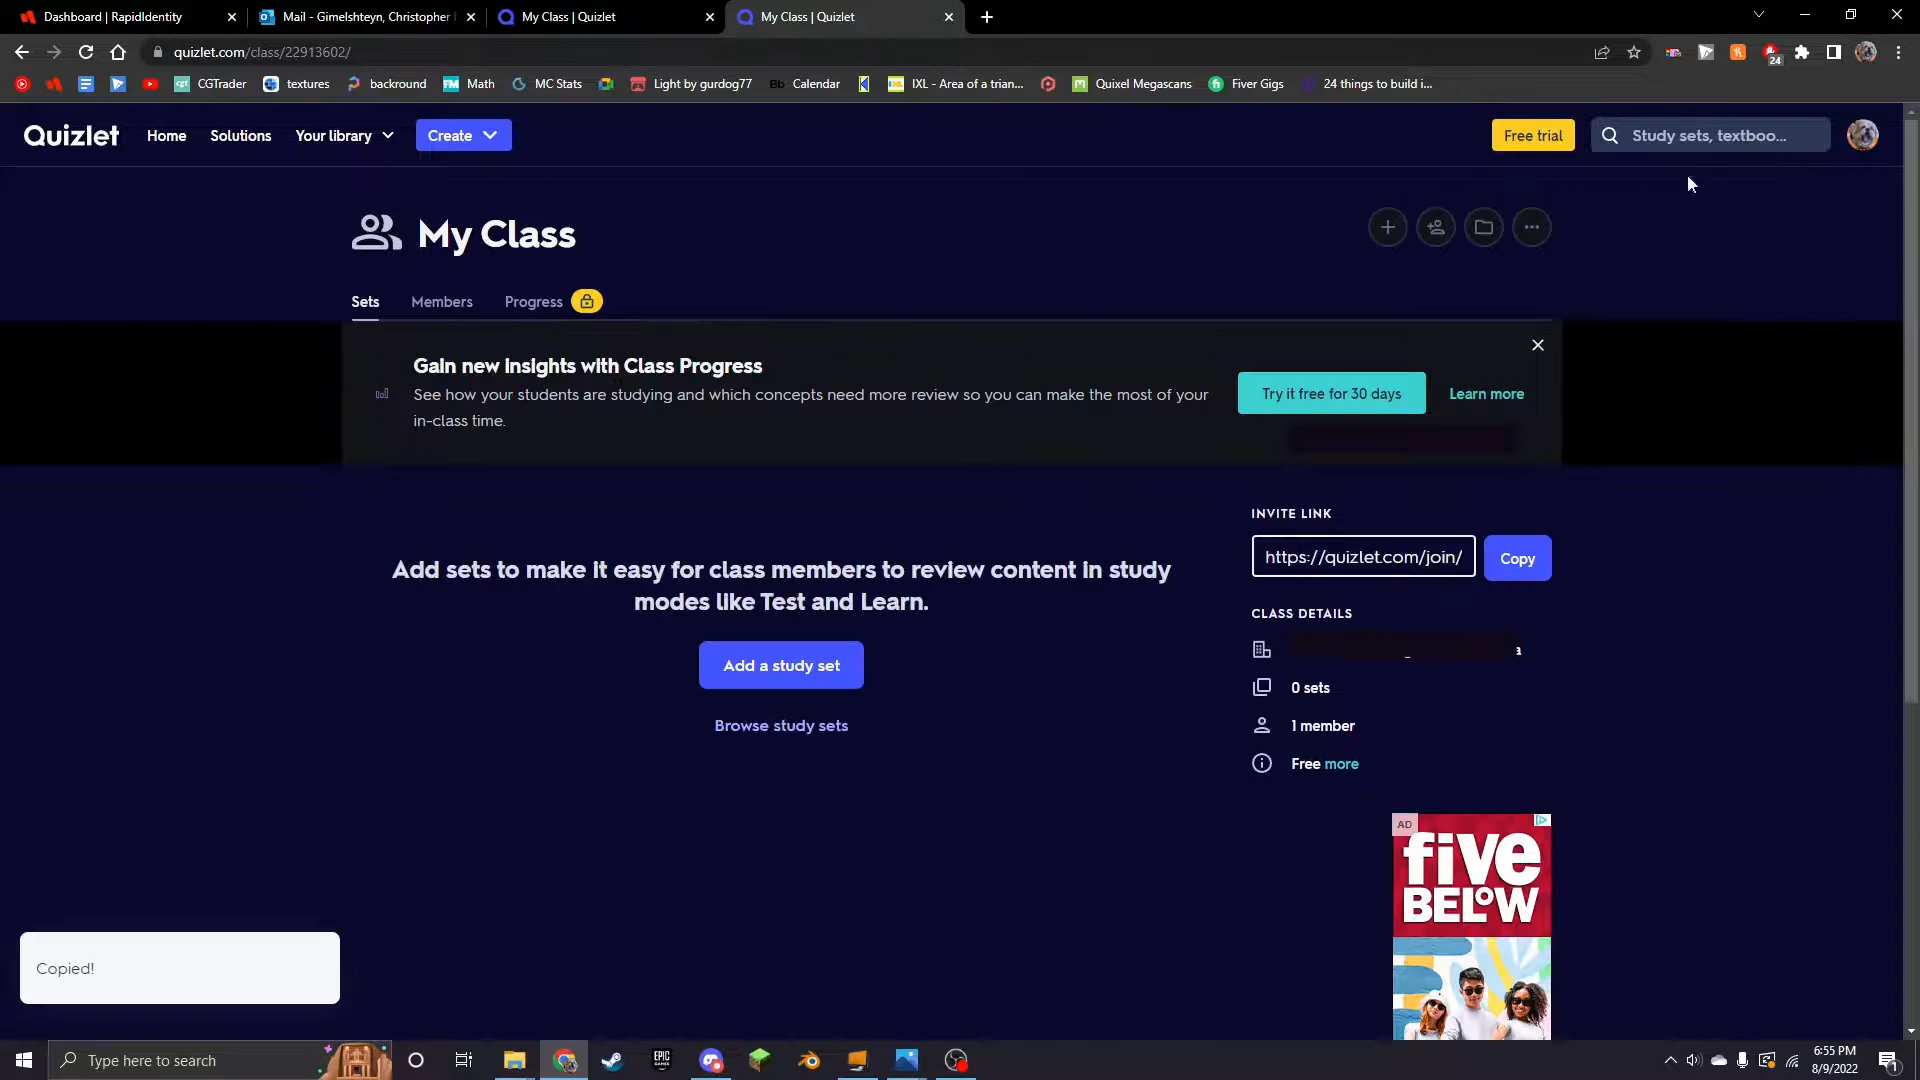 Dashboard | RapidIdentity
Mail - Gimelshteyn, Christopher
My Class | Quizlet
My Class | Quizlet
quizlet.com/class/22913602/
24
CGTrader
textures
backround
Math
MC Stats
Light by gurdog77
Bb Calendar
IXL - Area of a trian...
Quixel Megascans
Fiver Gigs
24 things to build i...
Quizlet
Home
Solutions
Your library
Create
Free trial
Study sets, textboo...
My Class
Sets
Members
Progress
Gain new insights with Class Progress
See how your students are studying and which concepts need more review so you can make the most of your
in-class time.
Try it free for 30 days
Learn more
INVITE LINK
https://quizlet.com/join/
Copy
Add sets to make it easy for class members to review content in study
modes like Test and Learn.
CLASS DETAILS
a
Add a study set
0 sets
Browse study sets
1 member
Free more
AD
five
BELOW
Copied!
Type here to search
EPIC
GAMES
6:55 PM
8/9/2022
1